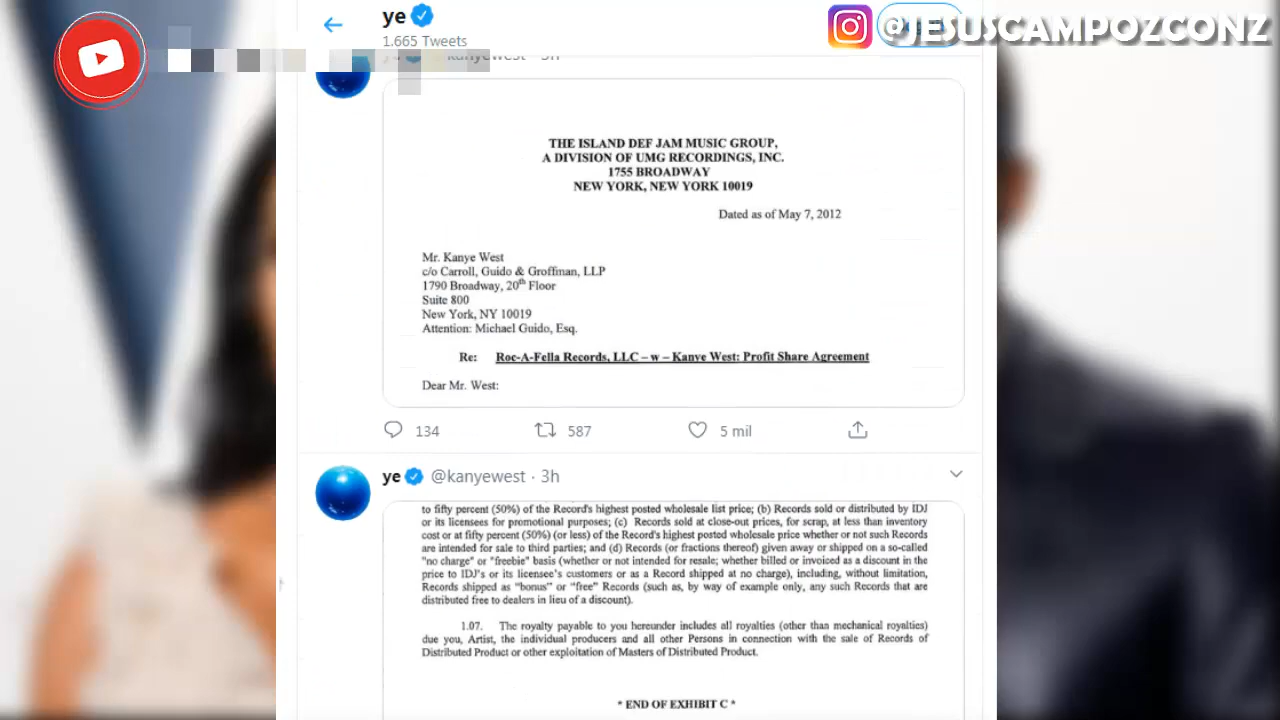 ye
1.665 Tweets
@JESUSCAMPOZCONZ
THE ISLAND DEF JAM MUSIC GROUP,
A DIVISION OF UMG RECORDINGS, INC.
1755 BROADWAY
NEW YORK, NEW YORK 10019
Dated as of May 7, 2012
Mr. Kanye West
c/o Carroll, Guido & Groffman, LLP
1790 Broadway, 20th Floor
Suite 800
New York, NY 10019
Attention: Michael Guido, Esq.
Re: Roc-A-Fella Records, LLC – w – Kanye West: Profit Share Agreement
Dear Mr. West:
134 587 5 mil
ye @kanyewest · 3h
to fifty percent (50%) of the Record's highest posted wholesale list price; (b) Records sold or distributed by IDJ
or its licensees for promotional purposes; (c) Records sold at close-out prices, for scrap, at less than inventory
cost or at fifty percent (50%) (or less) of the Record's highest posted wholesale price whether or not such Records
are intended for sale to third parties; and (d) Records (or fractions thereof) given away or shipped on a so-called
"no charge" or "freebie" basis (whether or not intended for resale; whether billed or invoiced as a discount in the
price to IDJ's or its licensee's customers or as a Record shipped at no charge), including, without limitation,
Records shipped as "bonus" or "free" Records (such as, by way of example only, any such Records that are
distributed free to dealers in lieu of a discount).
1.07. The royalty payable to you hereunder includes all royalties (other than mechanical royalties)
due you, Artist, the individual producers and all other Persons in connection with the sale of Records of
Distributed Product or other exploitation of Masters of Distributed Product.
* END OF EXHIBIT C *